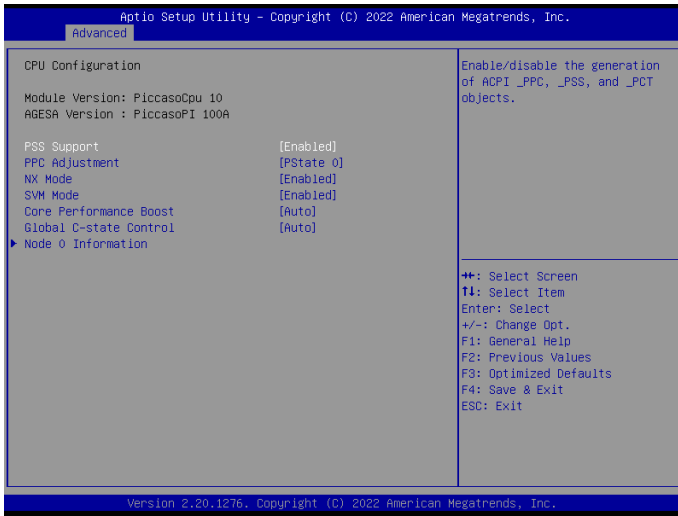 Aptio Setup Utility – Copyright (C) 2022 American Megatrends, Inc.
Advanced
CPU Configuration
Module Version: PiccasoCpu 10
AGESA Version : PiccasoPI 100A
PSS Support [Enabled]
PPC Adjustment [PState 0]
NX Mode [Enabled]
SVM Mode [Enabled]
Core Performance Boost [Auto]
Global C-state Control [Auto]
Node 0 Information
Enable/disable the generation
of ACPI _PPC, _PSS, and _PCT
objects.
→←: Select Screen
↑↓: Select Item
Enter: Select
+/-: Change Opt.
F1: General Help
F2: Previous Values
F3: Optimized Defaults
F4: Save & Exit
ESC: Exit
Version 2.20.1276. Copyright (C) 2022 American Megatrends, Inc.